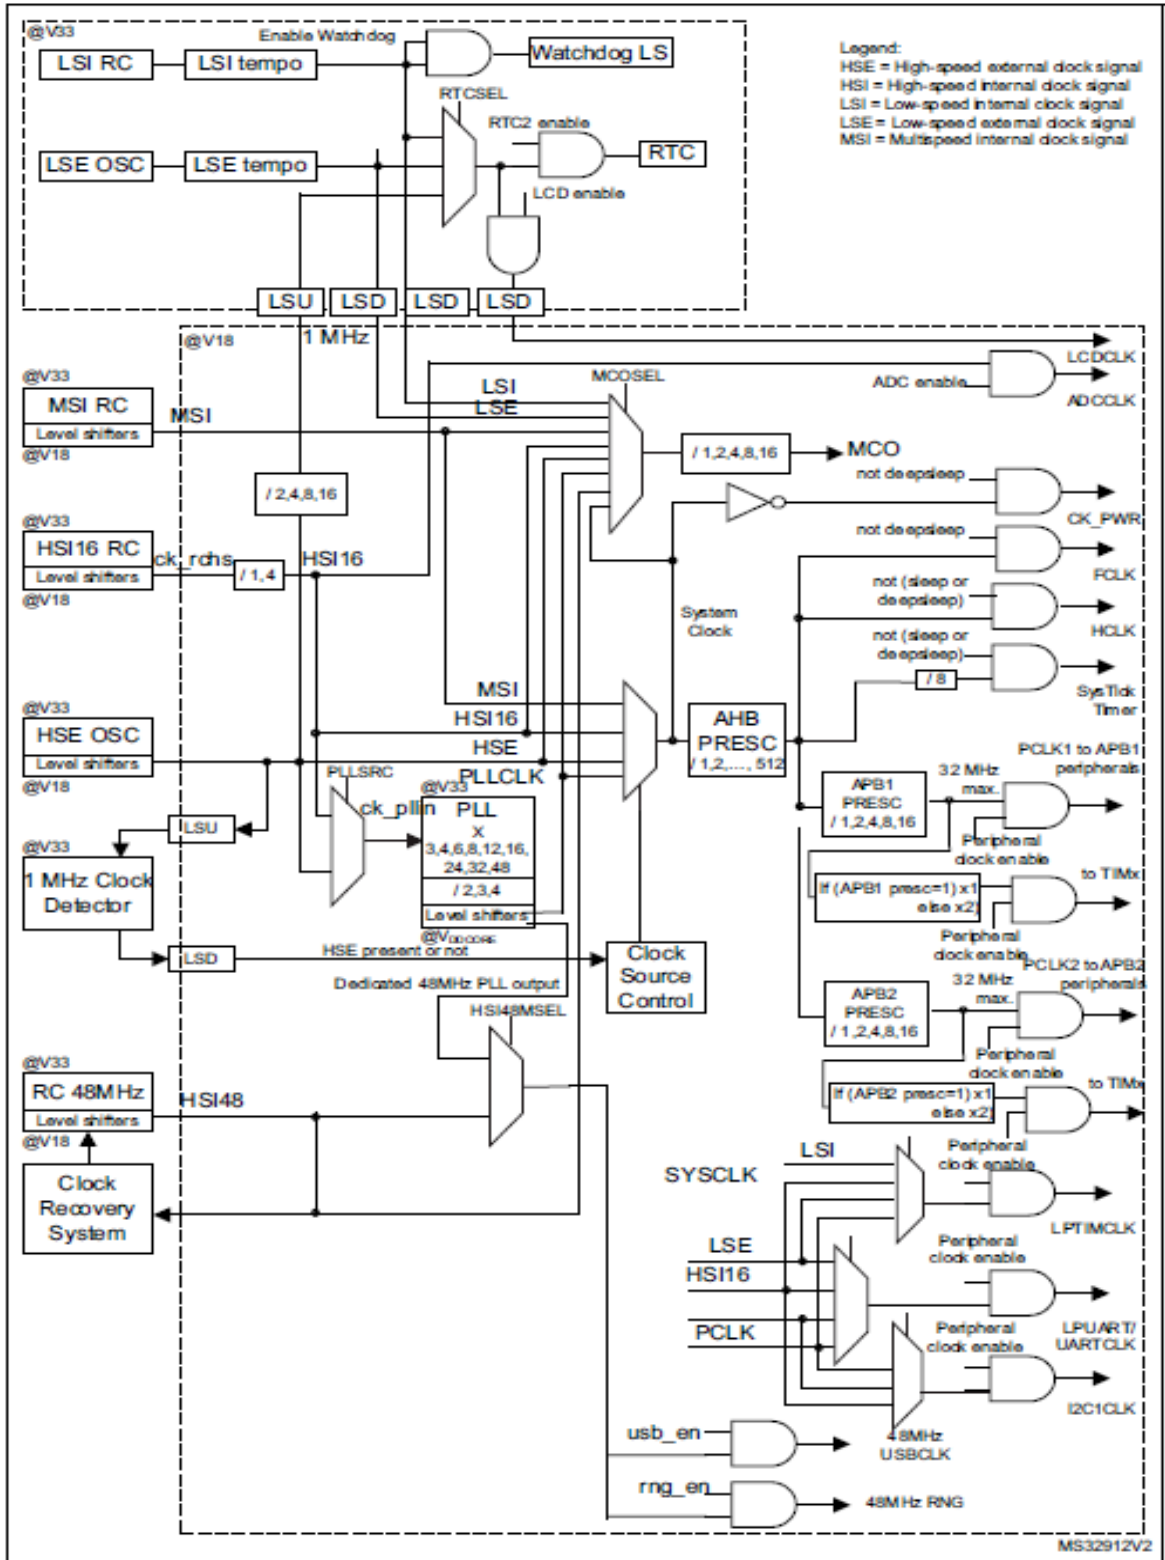 @V33
Enable Watchdog
LSI RC
LSI tempo
Watchdog LS
Legend:
HSE = High-speed external clock signal
HSI = High-speed internal clock signal
LSI = Low-speed internal clock signal
LSE = Low-speed external clock signal
MSI = Multispeed internal clock signal
RTCSEL
RTC2 enable
RTC
LSE OSC
LSE tempo
LCD enable
LSU
LSD
LSD
LSD
@V18
1 MHz
LCDCLK
ADC enable
ADCCLK
@V33
MSI RC
Level shifters
@V18
MSI
LSI
LSE
MCOSEL
/ 1,2,4,8,16
MCO
/ 2,4,8,16
not deepsleep
CK_PWR
@V33
HSI16 RC
Level shifters
@V18
ck_rchs
/ 1,4
HSI16
not deepsleep
FCLK
not (sleep or
deepsleep)
HCLK
System
Clock
not (sleep or
deepsleep)
/ 8
SysTick
Timer
@V33
HSE OSC
Level shifters
@V18
MSI
HSI16
HSE
PLLCLK
AHB
PRESC
/ 1,2,..., 512
PCLK1 to APB1
peripherals
32 MHz
max.
APB1
PRESC
/ 1,2,4,8,16
Peripheral
clock enable
PLLSRC
ck_pllin
@V33
PLL
X
3,4,6,8,12,16,
24,32,48
/ 2,3,4
Level shifters
@VDDCORE
LSU
@V33
1 MHz Clock
Detector
LSD
HSE present or not
Clock
Source
Control
If (APB1 presc=1) x1
else x2)
to TIMx
Peripheral
clock enable
PCLK2 to APB2
peripherals
32 MHz
max.
APB2
PRESC
/ 1,2,4,8,16
Peripheral
clock enable
Dedicated 48MHz PLL output
HSI48MSEL
If (APB2 presc=1) x1
else x2)
to TIMx
Peripheral
clock enable
@V33
RC 48MHz
Level shifters
@V18
HSI48
Clock
Recovery
System
LSI
SYSCLK
LPTIMCLK
LSE
HSI16
PCLK
Peripheral
clock enable
LPUART/
UARTCLK
Peripheral
clock enable
I2C1CLK
usb_en
48MHz
USBCLK
rng_en
48MHz RNG
MS32912V2